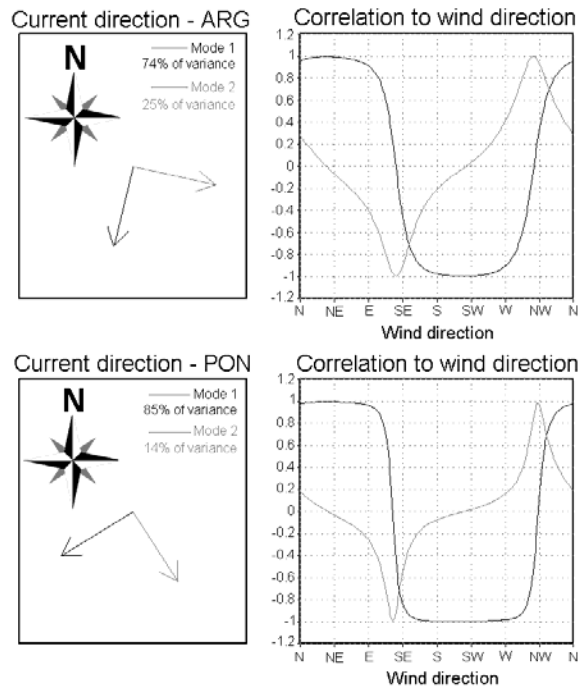 Current direction - ARG
N
Mode 1
74% of variance
Mode 2
25% of variance
Correlation to wind direction
1.2
1
0.8
0.6
0.4
0.2
0
-0.2
-0.4
-0.6
-0.8
-1
-1.2
N NE E SE S SW W NW N
Wind direction
Current direction - PON
N
Mode 1
85% of variance
Mode 2
14% of variance
Correlation to wind direction
1.2
1
0.8
0.6
0.4
0.2
0
-0.2
-0.4
-0.6
-0.8
-1
-1.2
N NE E SE S SW W NW N
Wind direction